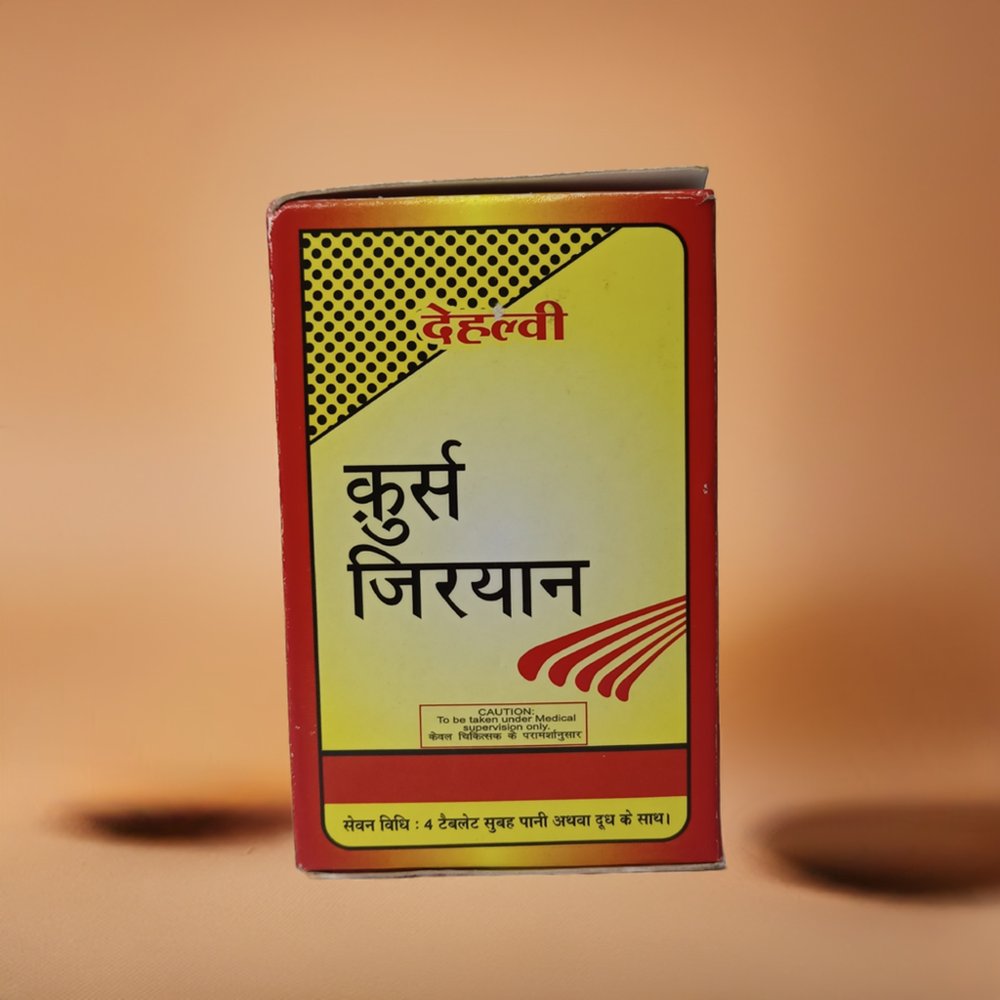 देहल्वी
क़ुर्स
जिरयान
CAUTION:
To be taken under Medical
supervision only.
केवल चिकित्सक के परामर्शानुसार
सेवन विधि : 4 टैबलेट सुबह पानी अथवा दूध के साथ।